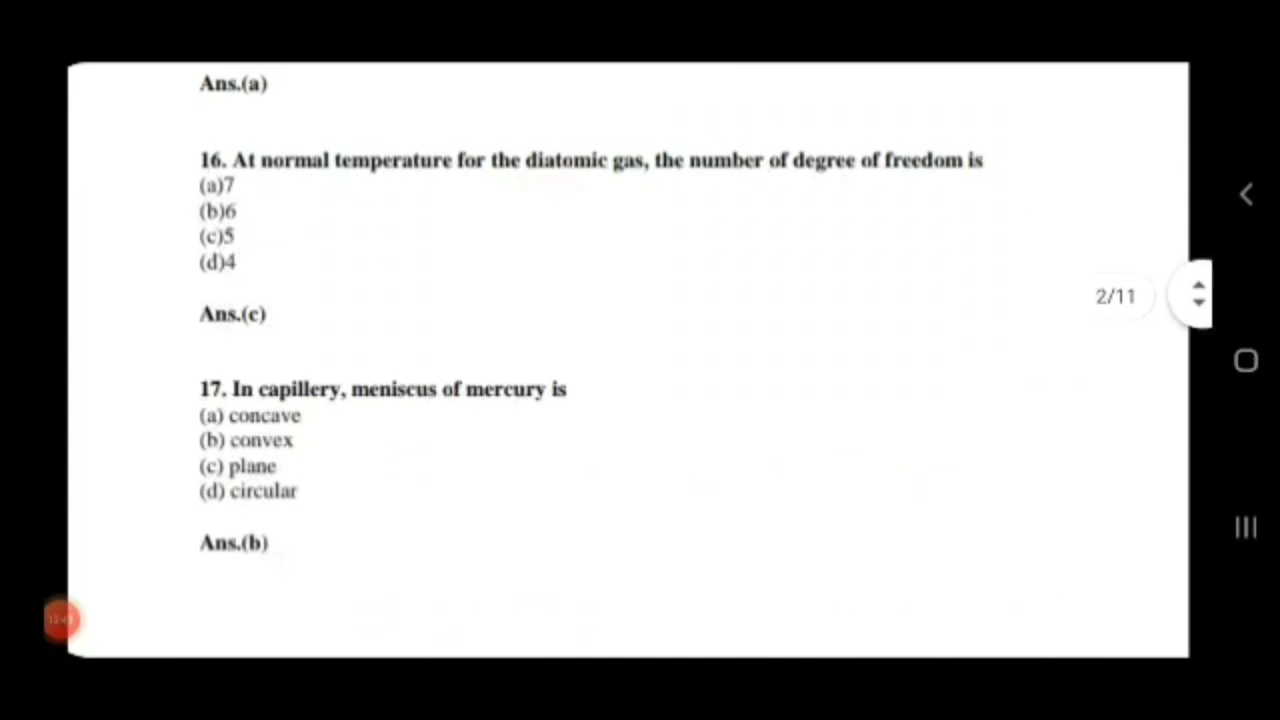 Ans.(a)
16. At normal temperature for the diatomic gas, the number of degree of freedom is
(a)7
(b)6
(c)5
(d)4
2/11
Ans.(c)
17. In capillery, meniscus of mercury is
(a) concave
(b) convex
(c) plane
(d) circular
Ans.(b)